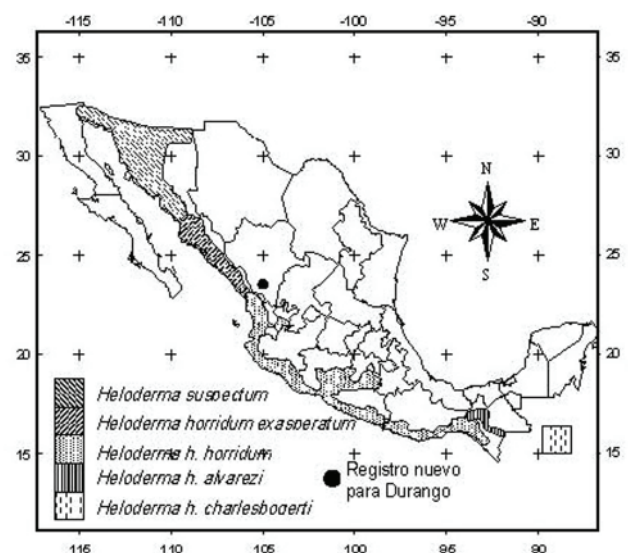 -115 -110 -105 -100 -95 -90
35 35
30 30
25 25
20 20
15 15
N
W E
S
Heloderma suspectum
Heloderma horridum exasperatum
Heloderma h. horridum
Heloderma h. alvarezi
Heloderma h. charlesbogerti
Registro nuevo
para Durango
-115 -110 -105 -100 -95 -90